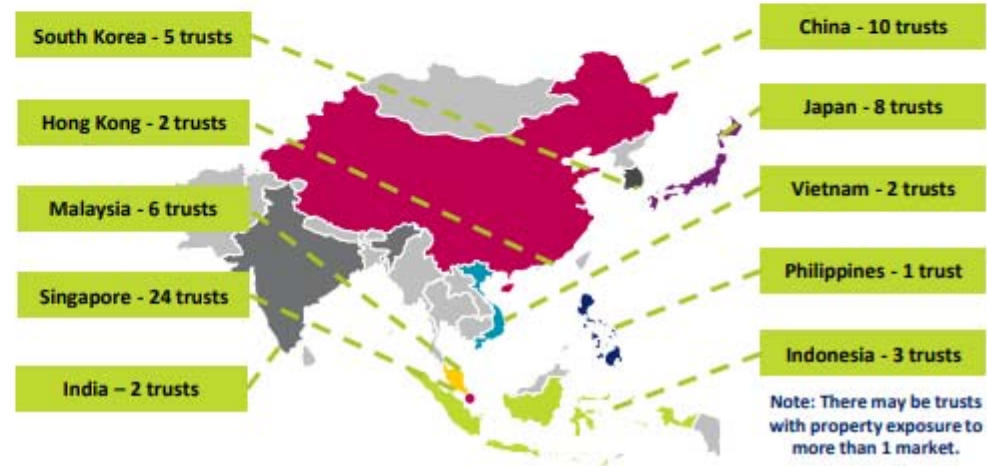 South Korea - 5 trusts
Hong Kong - 2 trusts
Malaysia - 6 trusts
Singapore - 24 trusts
India – 2 trusts
China - 10 trusts
Japan - 8 trusts
Vietnam - 2 trusts
Philippines - 1 trust
Indonesia - 3 trusts
Note: There may be trusts
with property exposure to
more than 1 market.